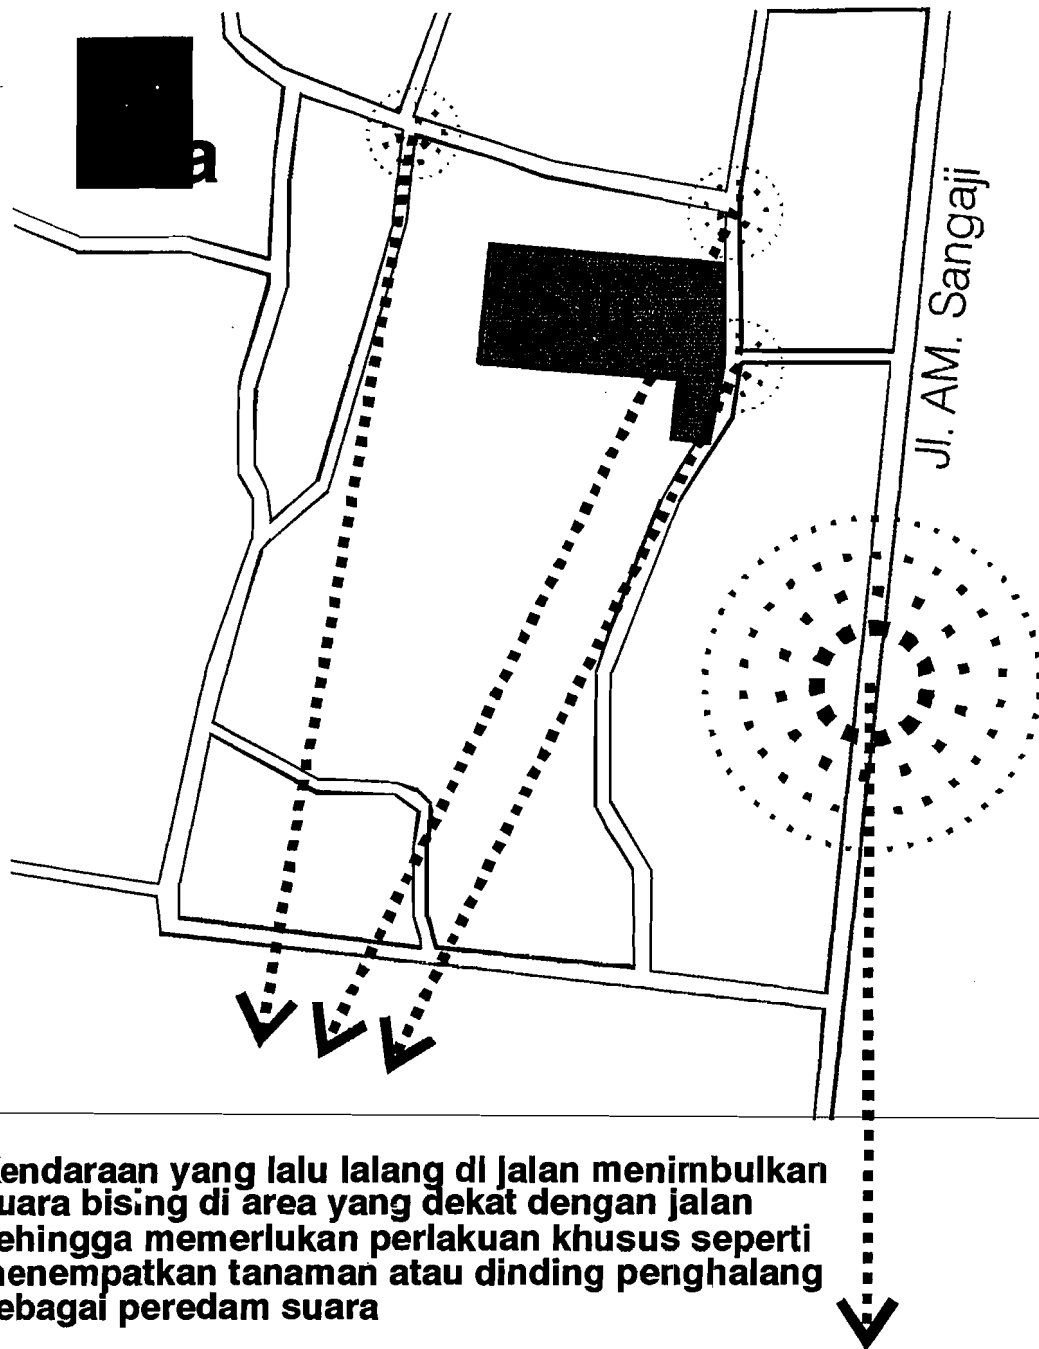 a
Jl. AM. Sangaji
endaraan yang lalu lalang di jalan menimbulkan
uara bising di area yang dekat dengan jalan
ehingga memerlukan perlakuan khusus seperti
nenempatkan tanaman atau dinding penghalang
ebagai peredam suara